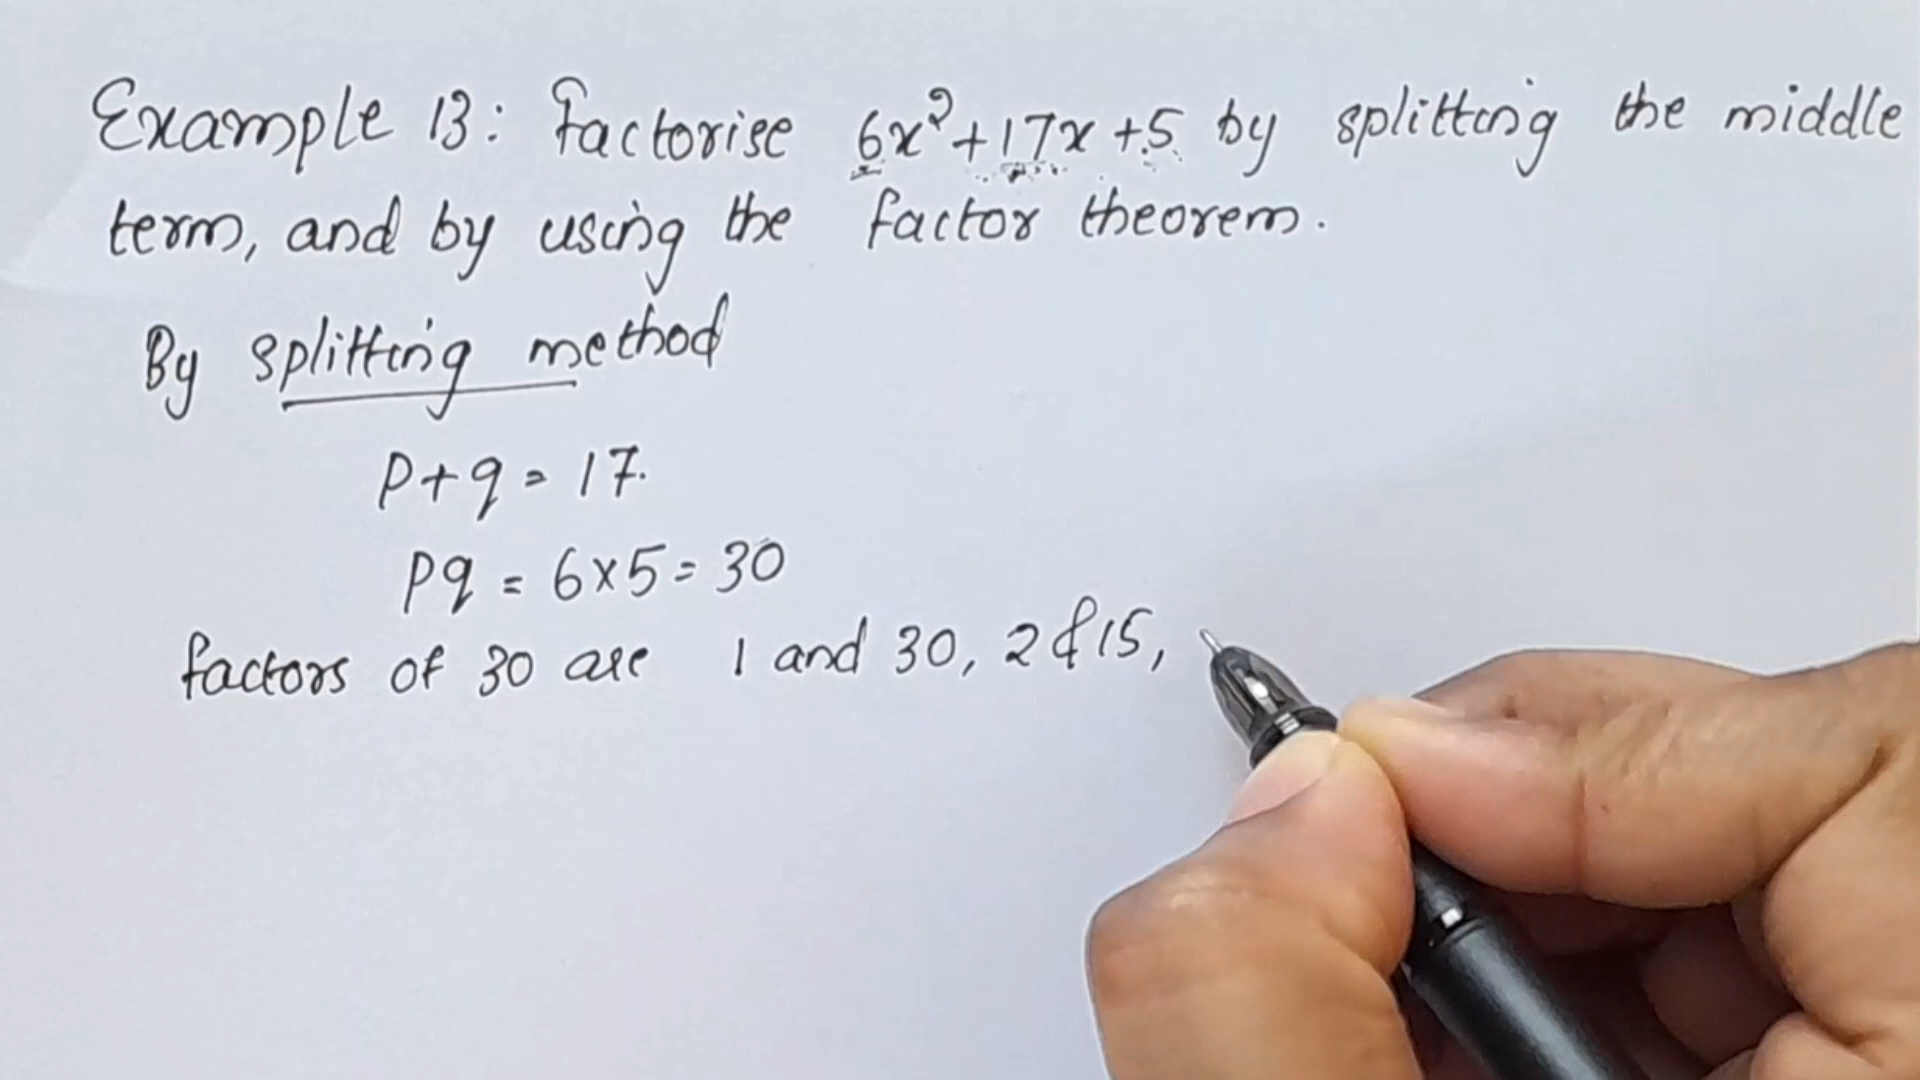 Example 13: Factorise 6x²+17x+5 by splitting the middle
term, and by using the factor theorem.
By splitting method
p+q = 17.
pq = 6×5 = 30
factors of 30 are 1 and 30, 2 & 15,